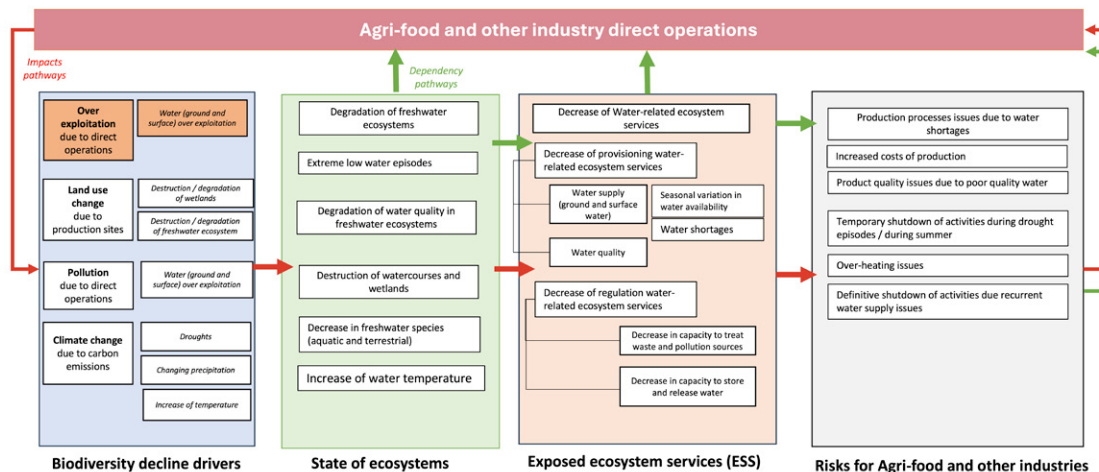 Agri-food and other industry direct operations
Impacts
pathways
Dependency
pathways
Over
exploitation
due to direct
operations
Water (ground and
surface) over exploitation
Land use
change
due to
production sites
Destruction / degradation
of wetlands
Destruction / degradation
of freshwater ecosystem
Pollution
due to direct
operations
Water (ground and
surface) over exploitation
Climate change
due to carbon
emissions
Droughts
Changing precipitation
Increase of temperature
Biodiversity decline drivers
Degradation of freshwater
ecosystems
Extreme low water episodes
Degradation of water quality in
freshwater ecosystems
Destruction of watercourses and
wetlands
Decrease in freshwater species
(aquatic and terrestrial)
Increase of water temperature
State of ecosystems
Decrease of Water-related ecosystem
services
Decrease of provisioning water-
related ecosystem services
Water supply
(ground and surface
water)
Seasonal variation in
water availability
Water shortages
Water quality
Decrease of regulation water-
related ecosystem services
Decrease in capacity to treat
waste and pollution sources
Decrease in capacity to store
and release water
Exposed ecosystem services (ESS)
Production processes issues due to water
shortages
Increased costs of production
Product quality issues due to poor quality water
Temporary shutdown of activities during drought
episodes / during summer
Over-heating issues
Definitive shutdown of activities due recurrent
water supply issues
Risks for Agri-food and other industries